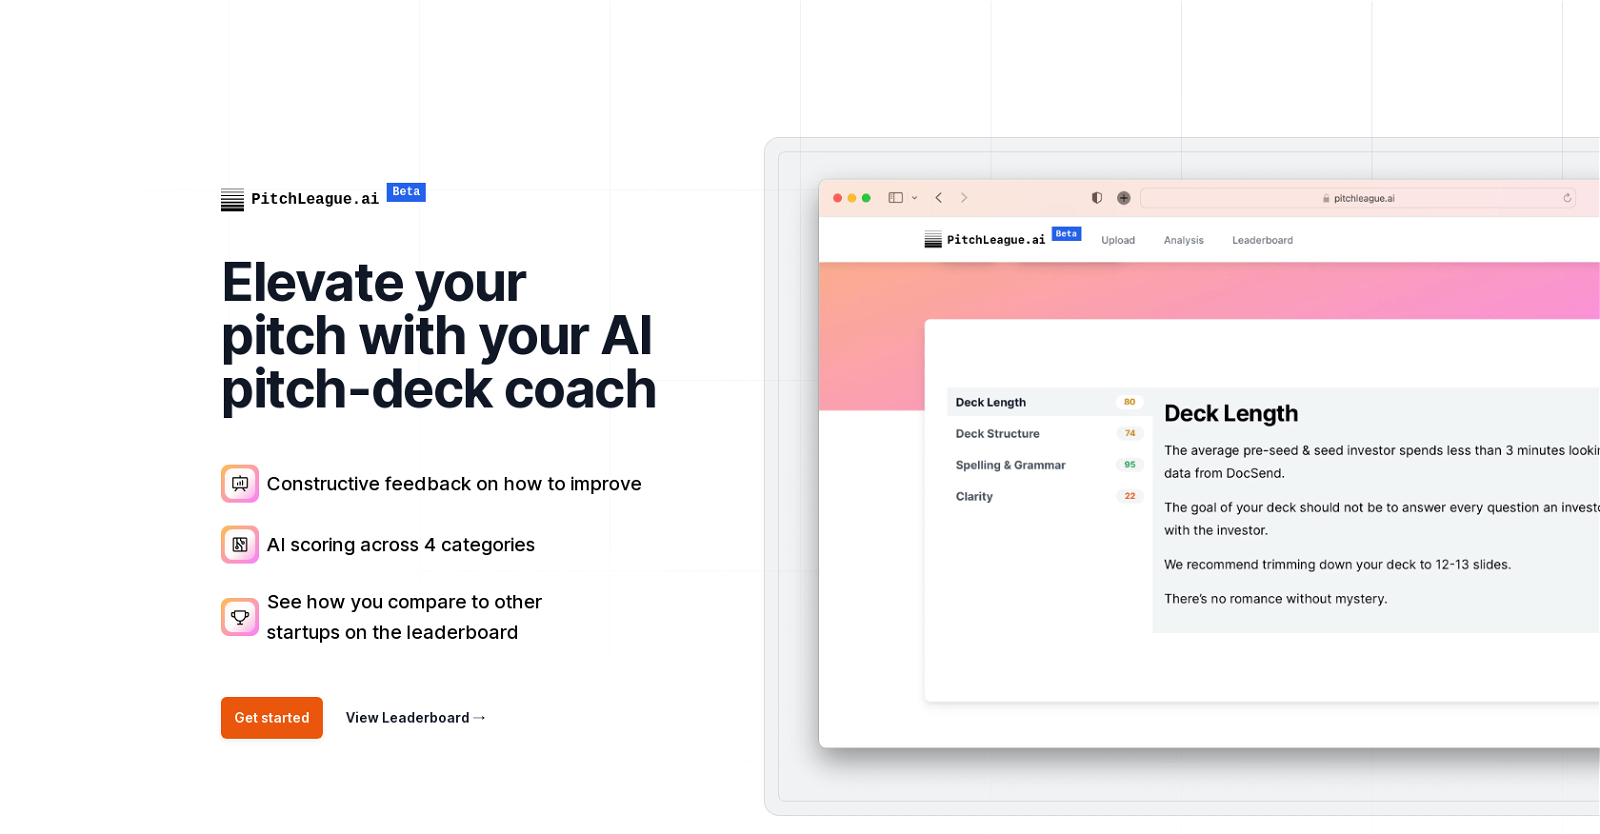 PitchLeague.ai Beta
Elevate your
pitch with your AI
pitch-deck coach
Constructive feedback on how to improve
AI scoring across 4 categories
See how you compare to other
startups on the leaderboard
Get started View Leaderboard →
pitchleague.ai
PitchLeague.ai Beta Upload Analysis Leaderboard
Deck Length 80
Deck Structure 74
Spelling & Grammar 95
Clarity 22
Deck Length
The average pre-seed & seed investor spends less than 3 minutes
data from DocSend.
The goal of your deck should not be to answer every question an
with the investor.
We recommend trimming down your deck to 12-13 slides.
There's no romance without mystery.